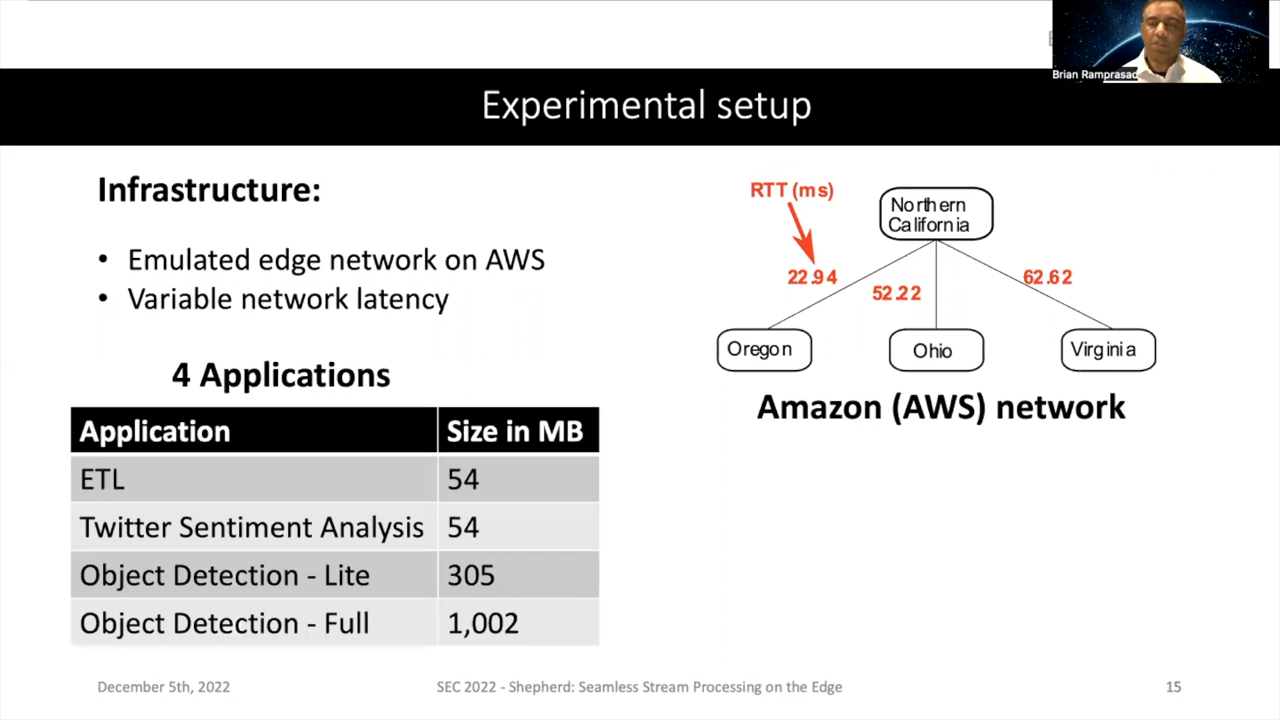 Brian Ramprasad
Experimental setup
Infrastructure:
• Emulated edge network on AWS
• Variable network latency
4 Applications
Application Size in MB
ETL 54
Twitter Sentiment Analysis 54
Object Detection - Lite 305
Object Detection - Full 1,002
RTT (ms)
Northern
California
22.94
52.22
62.62
Oregon
Ohio
Virginia
Amazon (AWS) network
December 5th, 2022
SEC 2022 - Shepherd: Seamless Stream Processing on the Edge
15